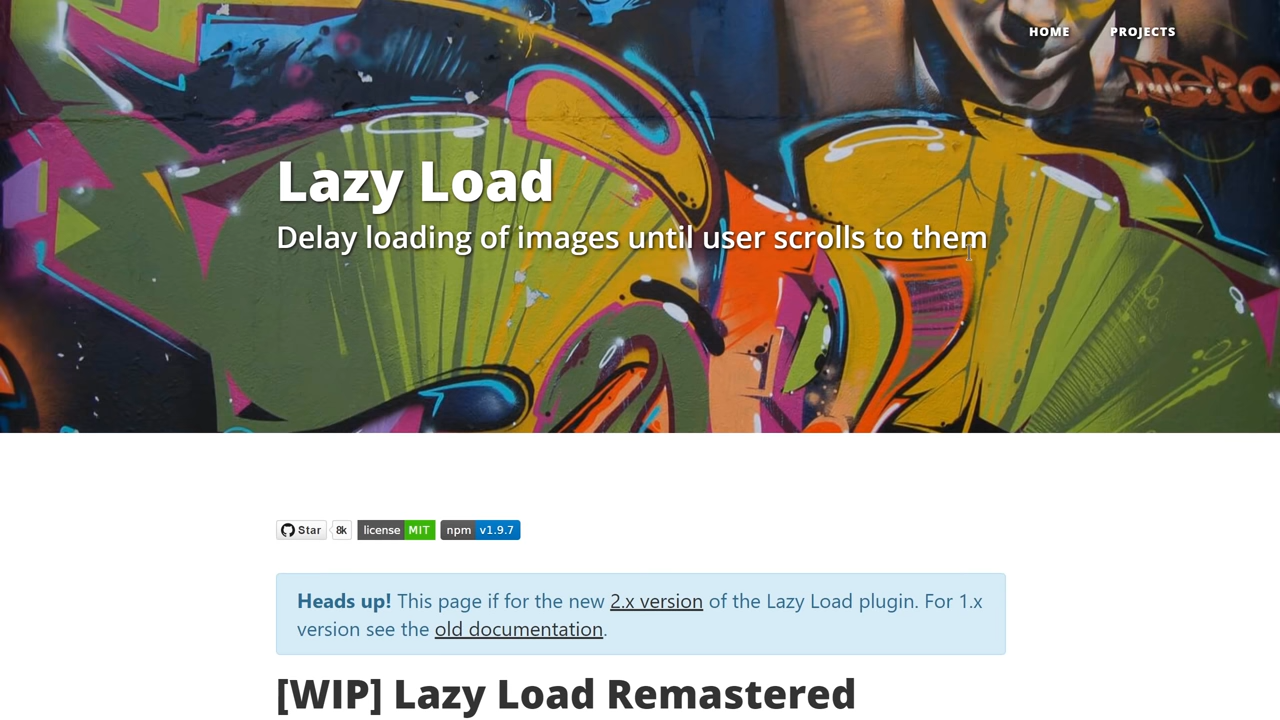 HOME PROJECTS
Lazy Load
Delay loading of images until user scrolls to them
Star 8k license MIT npm v1.9.7
Heads up! This page if for the new 2.x version of the Lazy Load plugin. For 1.x
version see the old documentation.
[WIP] Lazy Load Remastered